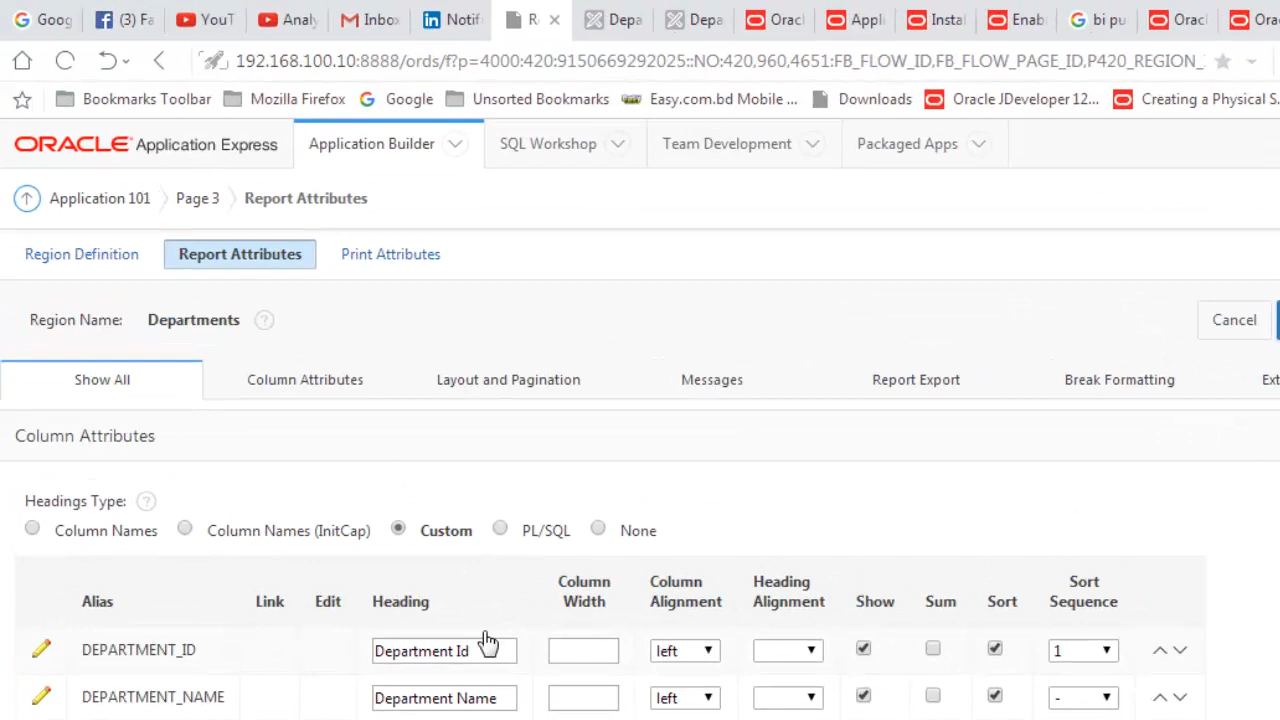 Goog
(3) Fa
YouT
Analy
Inbo
Notif
R
Depa
Depa
Oracl
Appli
Instal
Enabl
bi pu
Oracl
Ora
192.168.100.10:8888/ords/f?p=4000:420:9150669292025::NO:420,960,4651:FB_FLOW_ID,FB_FLOW_PAGE_ID,P420_REGION_
Bookmarks Toolbar
Mozilla Firefox
Google
Unsorted Bookmarks
Easy.com.bd Mobile ...
Downloads
Oracle JDeveloper 12...
Creating a Physical S
ORACLE Application Express
Application Builder
SQL Workshop
Team Development
Packaged Apps
Application 101
Page 3
Report Attributes
Region Definition
Report Attributes
Print Attributes
Region Name: Departments ?
Cancel
Show All
Column Attributes
Layout and Pagination
Messages
Report Export
Break Formatting
Ext
Column Attributes
Headings Type: ?
Column Names
Column Names (InitCap)
Custom
PL/SQL
None
Alias
Link
Edit
Heading
Column Width
Column Alignment
Heading Alignment
Show
Sum
Sort
Sort Sequence
DEPARTMENT_ID
Department Id
left
1
DEPARTMENT_NAME
Department Name
left
-